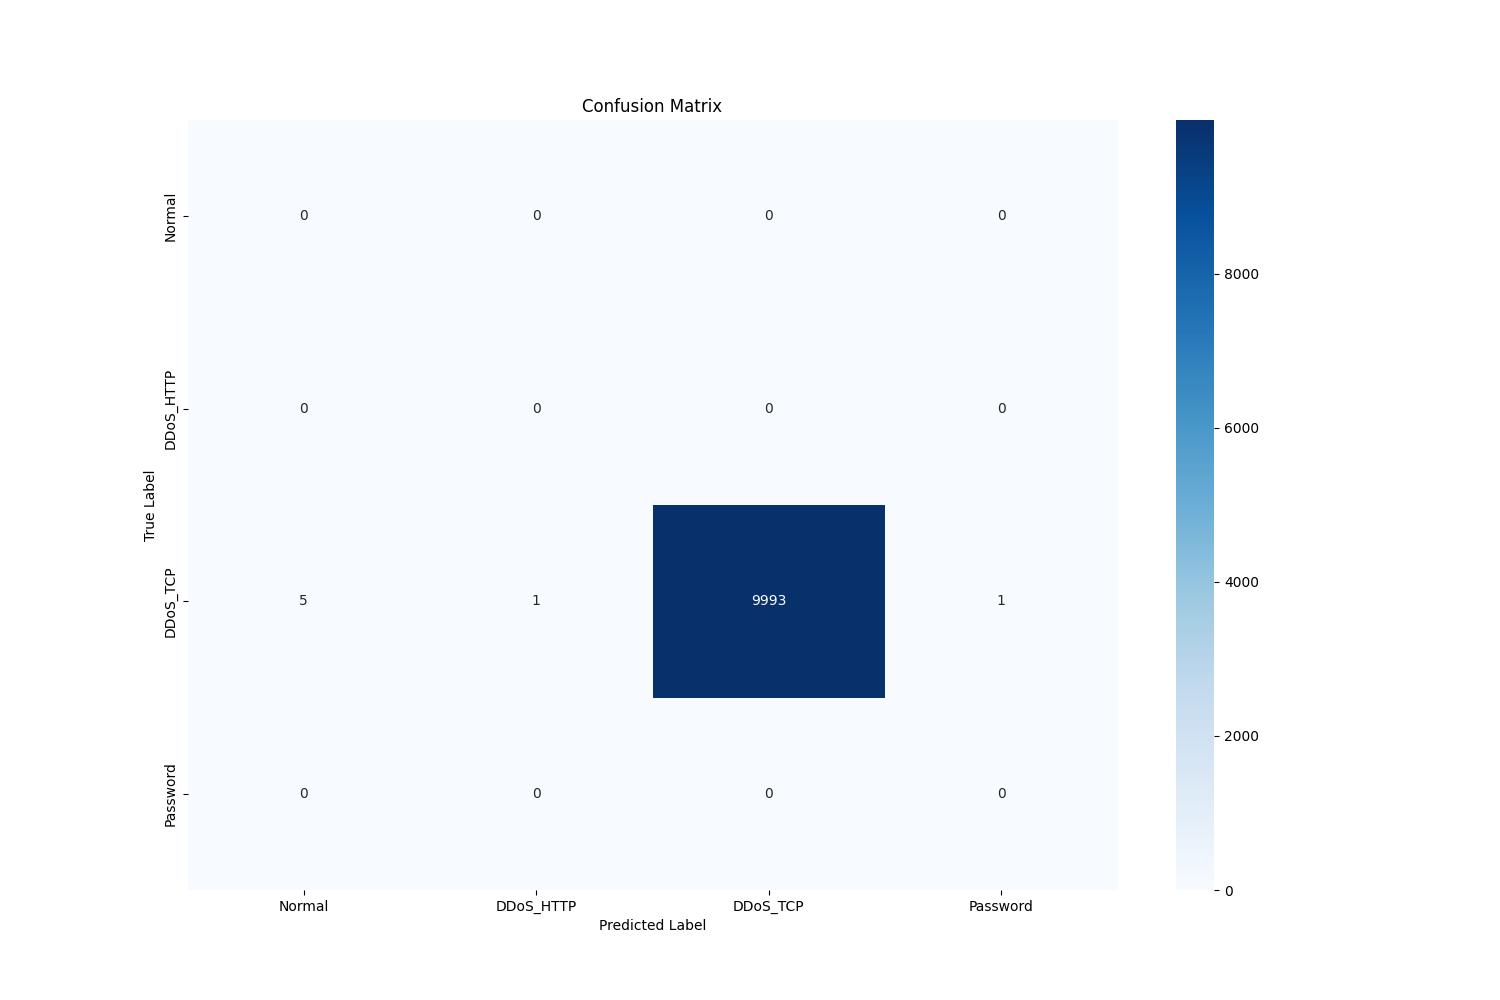 Confusion Matrix
True Label
Normal
0 0 0 0
DDoS_HTTP
0 0 0 0
DDoS_TCP
5 1 9993 1
Password
0 0 0 0
Normal DDoS_HTTP DDoS_TCP Password
Predicted Label
8000
6000
4000
2000
0